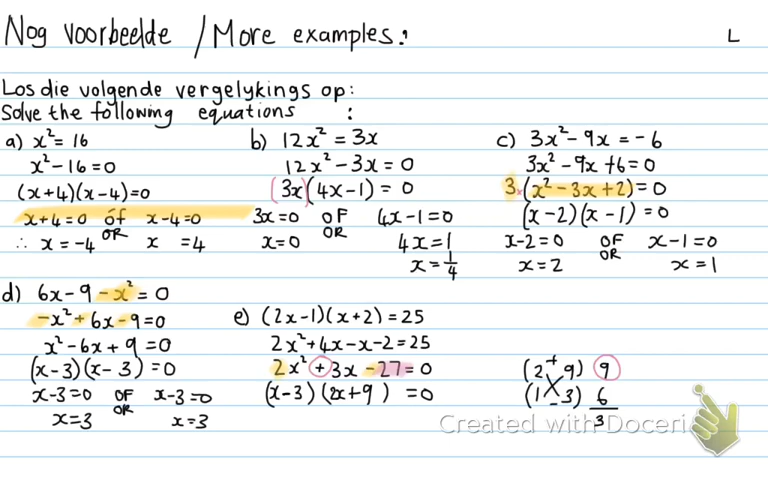 Nog voorbeelde / More examples:
L
Los die volgende vergelykings op:
Solve the following equations :
a) x² = 16
x² - 16 = 0
(x+4)(x-4) = 0
x+4 = 0 of OR x-4 = 0
∴ x = -4 x = 4
b) 12x² = 3x
12x² - 3x = 0
(3x)(4x-1) = 0
3x = 0 OF OR 4x-1 = 0
x = 0 4x = 1
x = 1/4
c) 3x² - 9x = -6
3x² - 9x + 6 = 0
3.(x² - 3x + 2) = 0
(x-2)(x-1) = 0
x-2 = 0 OF OR x-1 = 0
x = 2 x = 1
d) 6x - 9 - x² = 0
-x² + 6x - 9 = 0
x² - 6x + 9 = 0
(x-3)(x-3) = 0
x-3 = 0 OF OR x-3 = 0
x = 3 x = 3
e) (2x-1)(x+2) = 25
2x² + 4x - x - 2 = 25
2x² + 3x - 27 = 0
(x-3)(2x+9) = 0
(2 + 9) 9
(1 - 3) 6
3
Created with Doceri